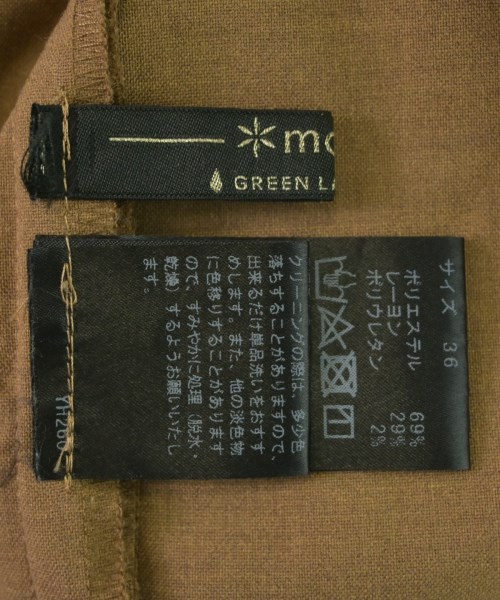 *mo
GREEN LA
サイズ 36
ポリエステル 69%
レーヨン 29%
ポリウレタン 2%
クリーニングの際は、多少色
落ちすることがありますので、
出来るだけ単品洗いをおすす
めします。また、他の淡色物
に色移りすることがあります
ので、すみやかに処理(脱水・
乾燥)するようお願いいたし
ます。